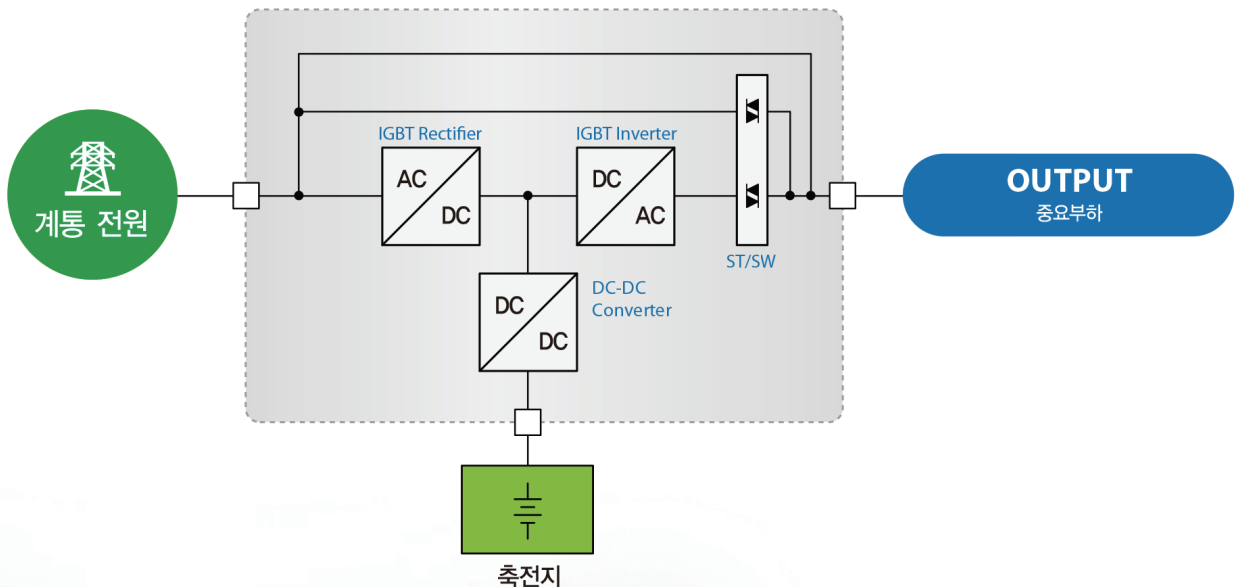 계통 전원
IGBT Rectifier
AC
DC
IGBT Inverter
DC
AC
ST/SW
DC
DC
DC-DC
Converter
OUTPUT
중요부하
축전지